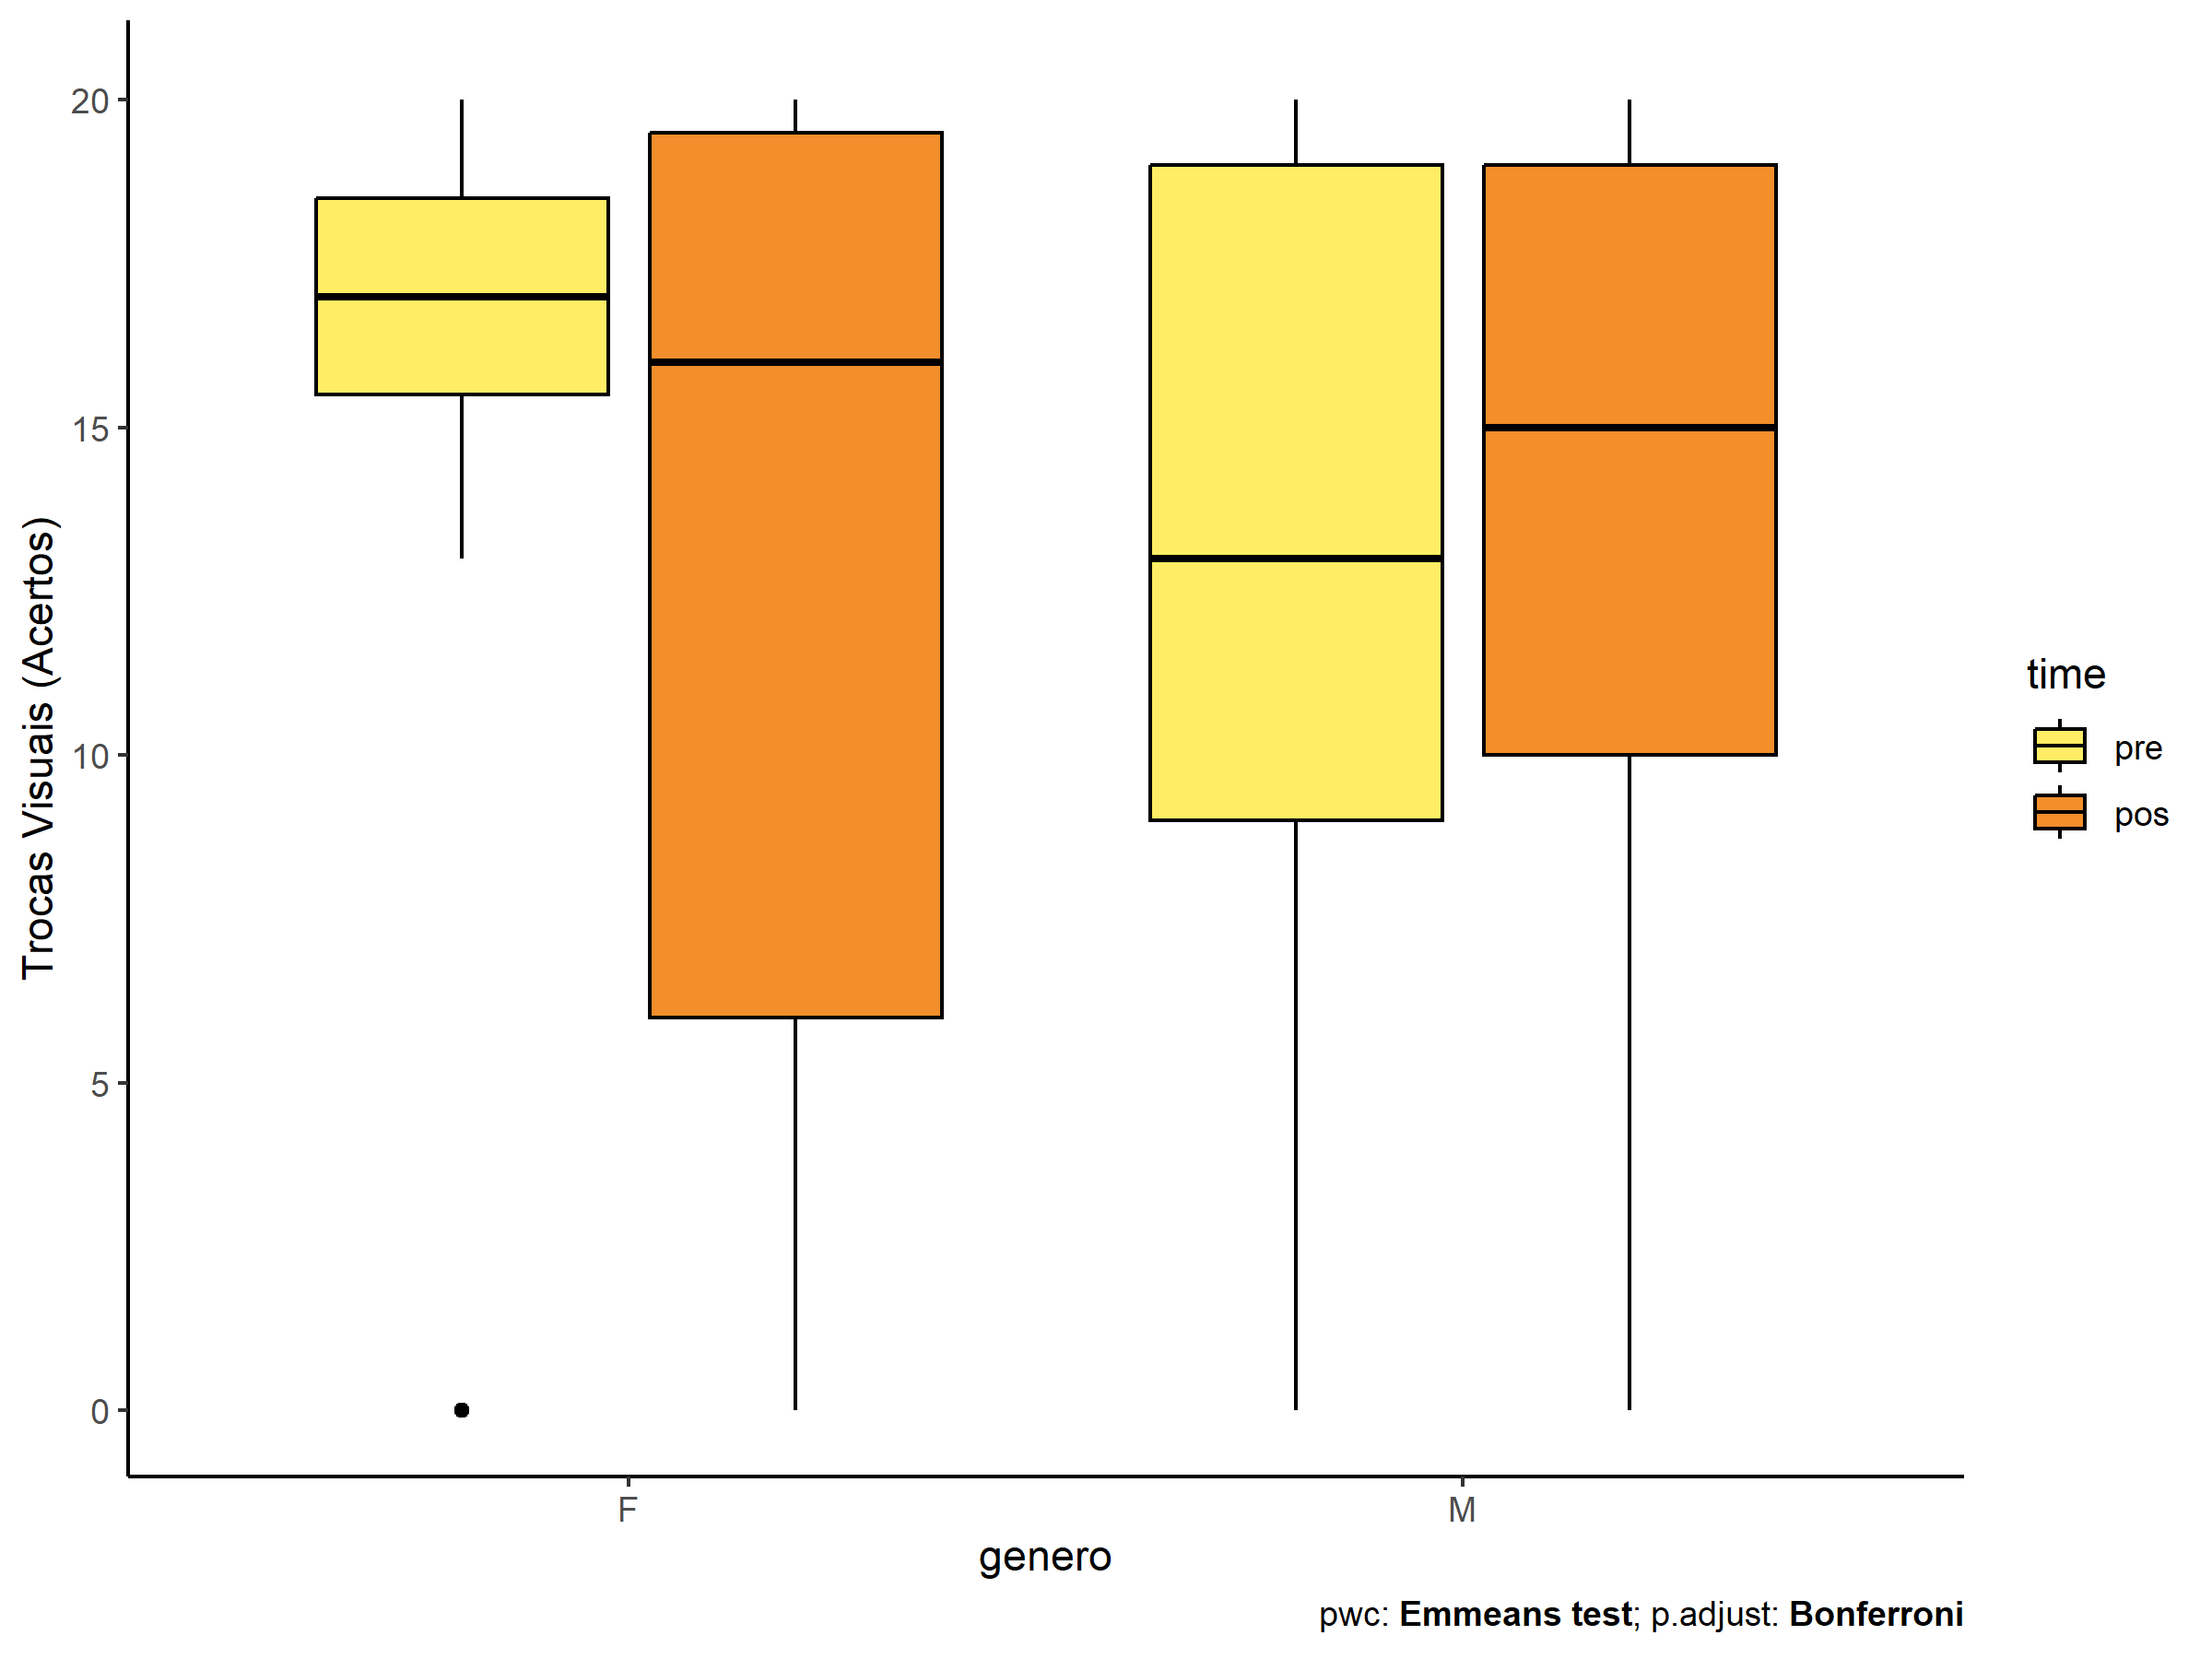 Trocas Visuais (Acertos)
20
15
10
5
0
F
M
genero
time
pre
pos
pwc: Emmeans test; p.adjust: Bonferroni